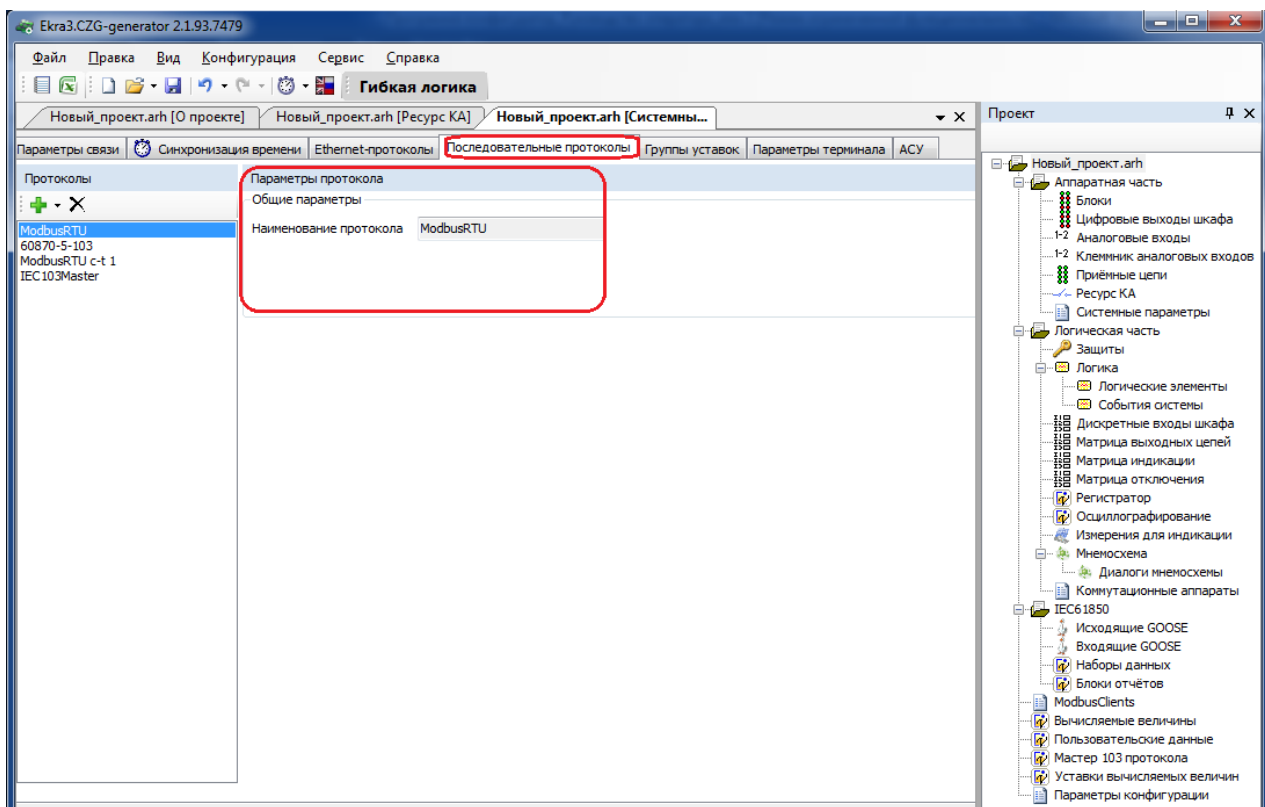 Ekra3.CZG-generator 2.1.93.7479
Файл Правка Вид Конфигурация Сервис Справка
Гибкая логика
Новый_проект.arh [О проекте] Новый_проект.arh [Ресурс КА] Новый_проект.arh [Системны...
Параметры связи Синхронизация времени Ethernet-протоколы Последовательные протоколы Группы уставок Параметры терминала АСУ
Протоколы
ModbusRTU
60870-5-103
ModbusRTU c-t 1
IEC103Master
Параметры протокола
Общие параметры
Наименование протокола ModbusRTU
Проект
Новый_проект.arh
Аппаратная часть
Блоки
Цифровые выходы шкафа
1-2 Аналоговые входы
1-2 Клеммник аналоговых входов
Приёмные цепи
Ресурс КА
Системные параметры
Логическая часть
Защиты
Логика
Логические элементы
События системы
Дискретные входы шкафа
Матрица выходных цепей
Матрица индикации
Матрица отключения
Регистратор
Осциллографирование
Измерения для индикации
Мнемосхема
Диалоги мнемосхемы
Коммутационные аппараты
IEC61850
Исходящие GOOSE
Входящие GOOSE
Наборы данных
Блоки отчётов
ModbusClients
Вычисляемые величины
Пользовательские данные
Мастер 103 протокола
Уставки вычисляемых величин
Параметры конфигурации